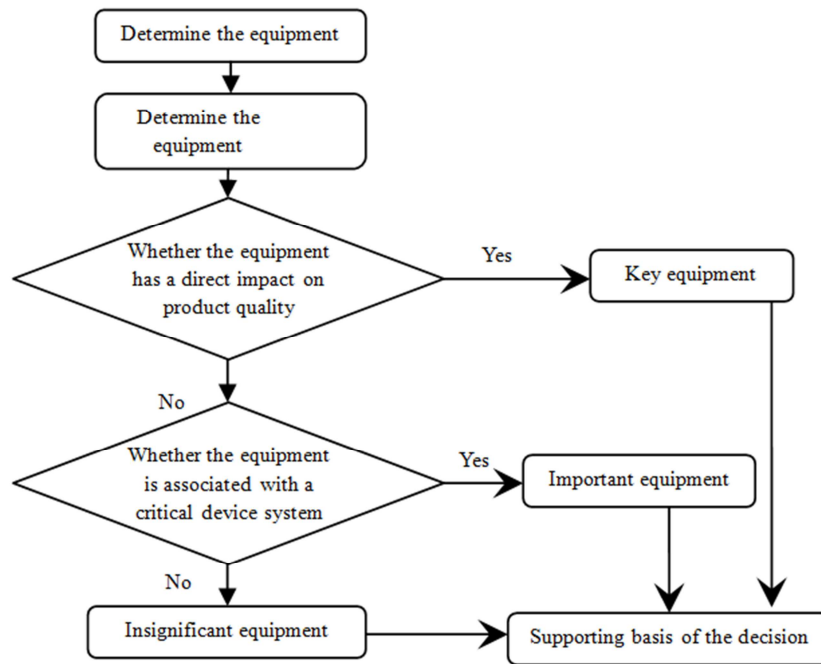 Determine the equipment
Determine the
equipment
Whether the equipment
has a direct impact on
product quality
Yes
Key equipment
No
Whether the equipment
is associated with a
critical device system
Yes
Important equipment
No
Insignificant equipment
Supporting basis of the decision